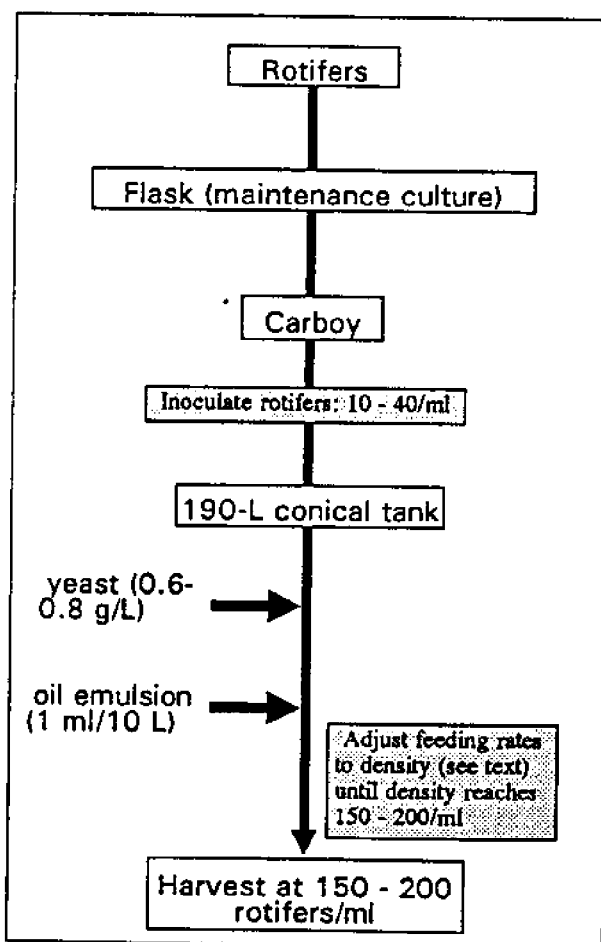 Rotifers
Flask (maintenance culture)
Carboy
Inoculate rotifers: 10 - 40/ml
190-L conical tank
yeast (0.6-
0.8 g/L)
oil emulsion
(1 ml/10 L)
Adjust feeding rates
to density (see text)
until density reaches
150 - 200/ml
Harvest at 150 - 200
rotifers/ml